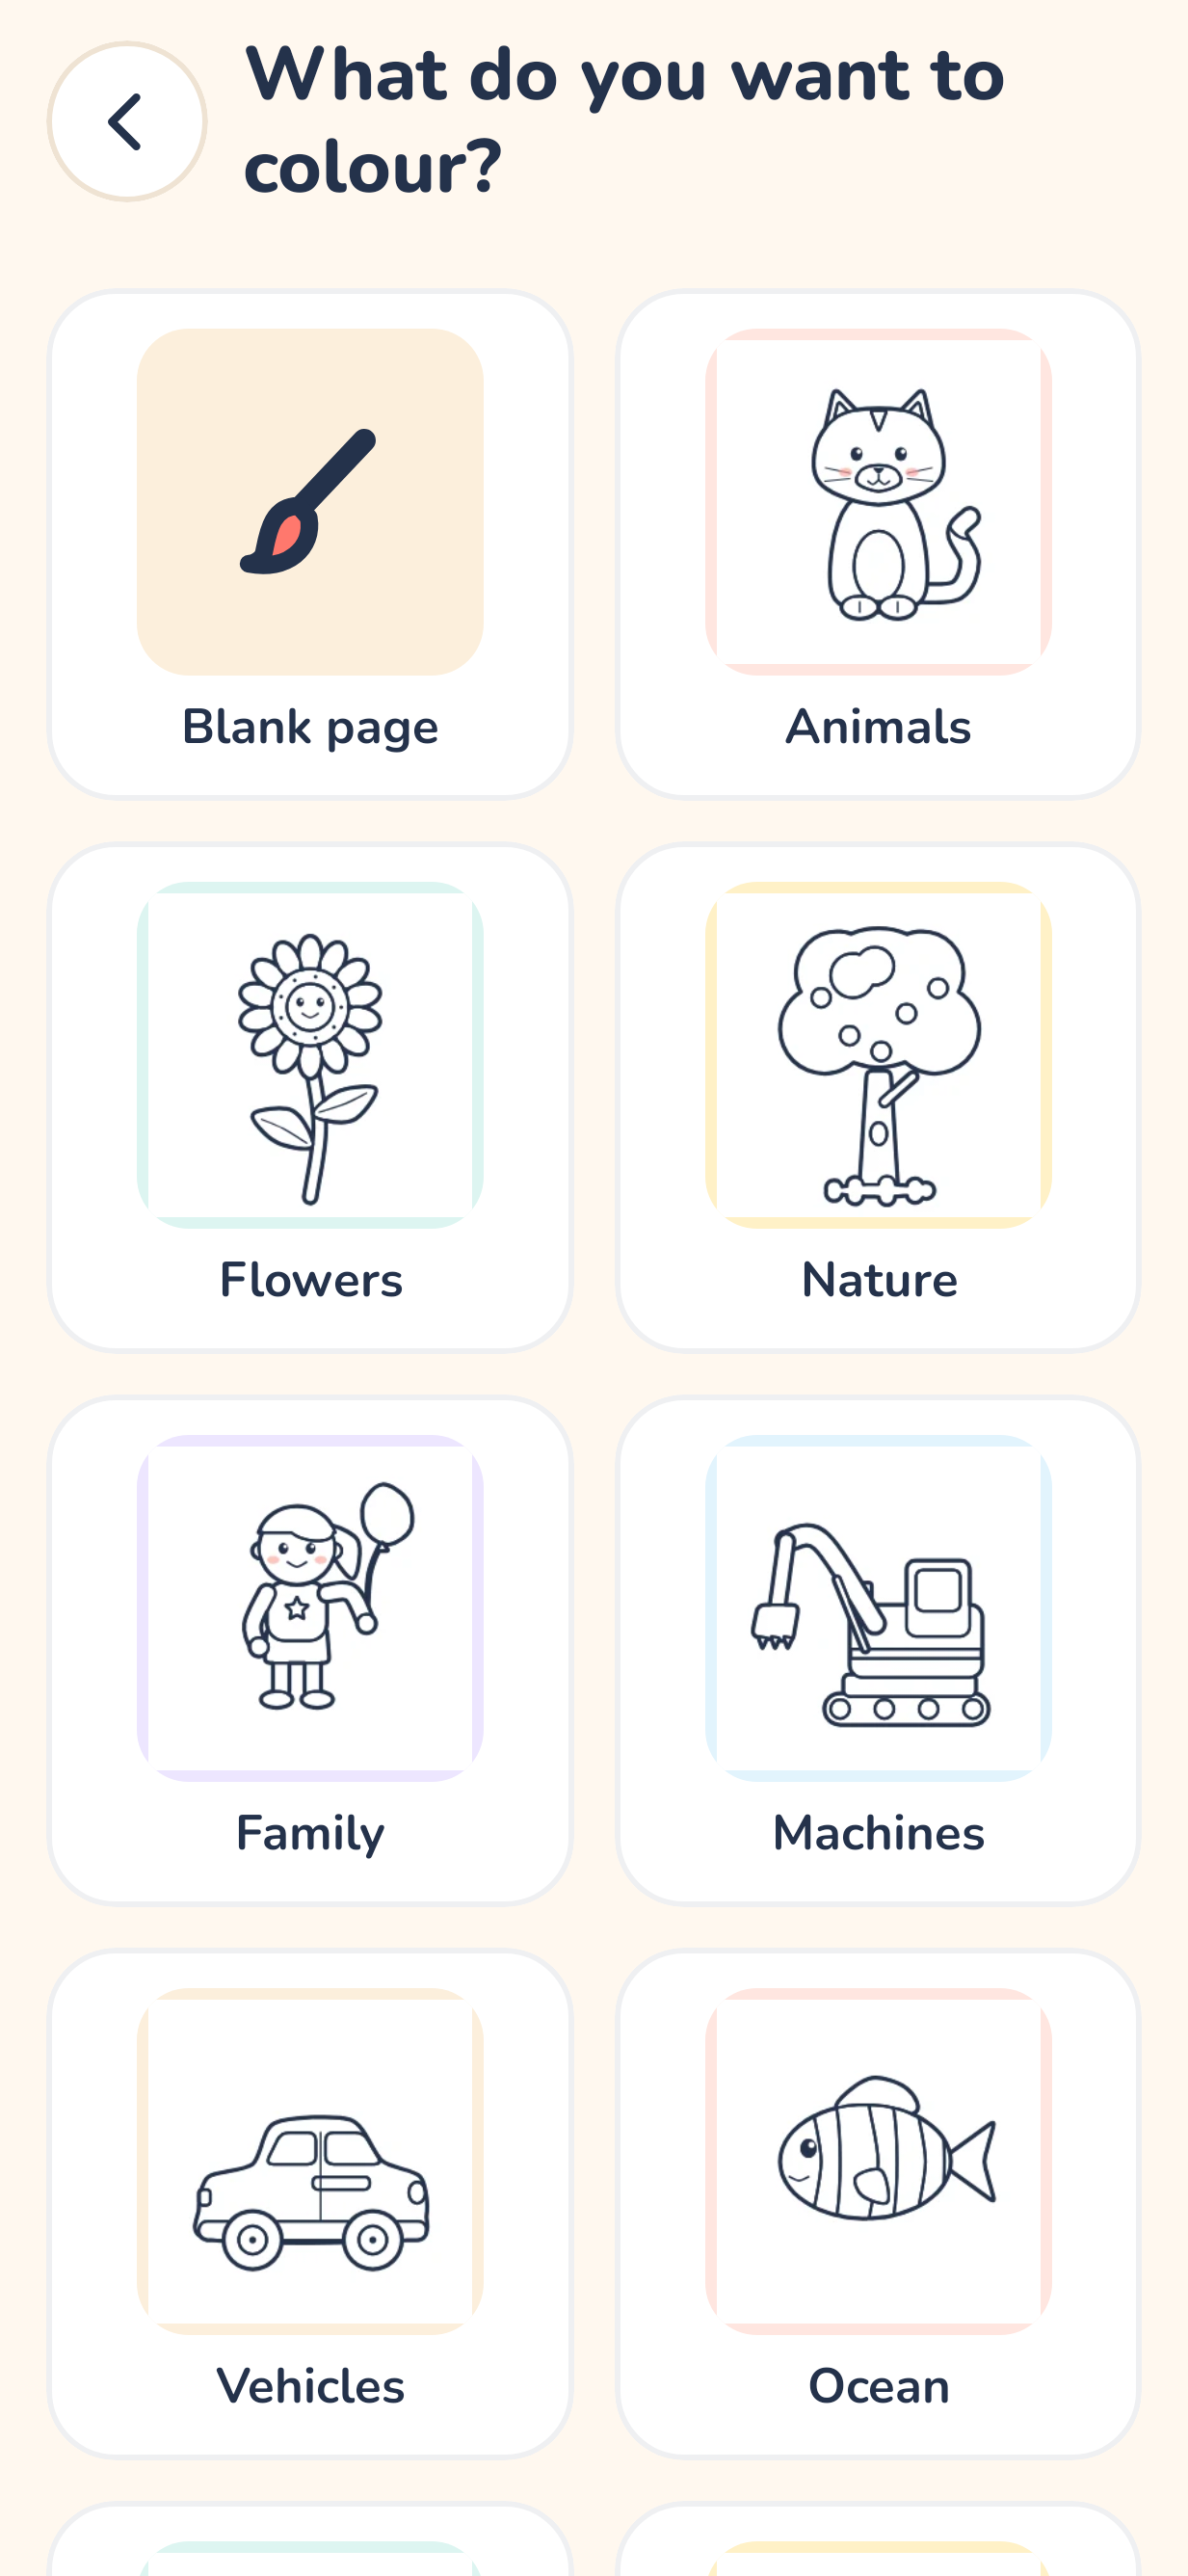 What do you want to
colour?
Blank page
Animals
Flowers
Nature
Family
Machines
Vehicles
Ocean